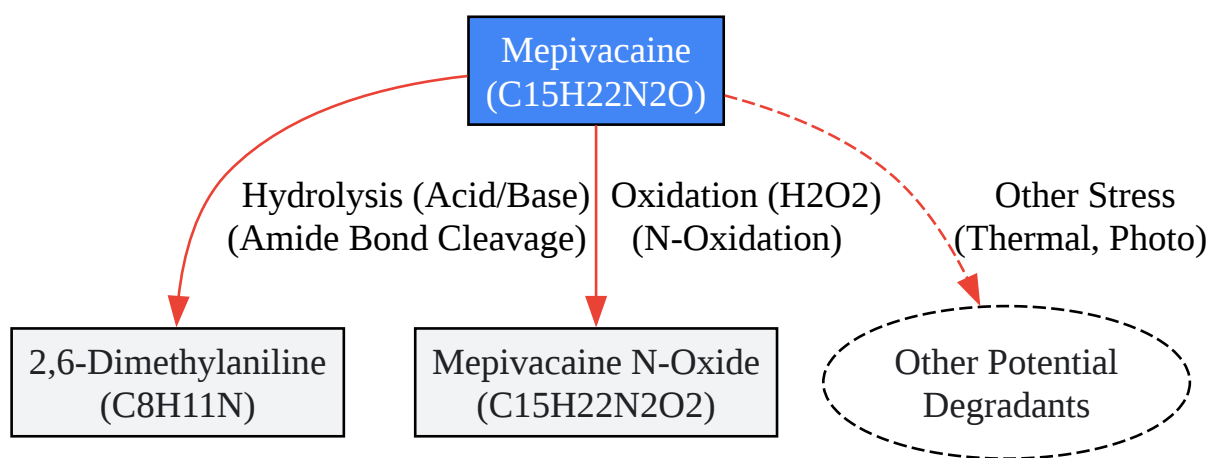 Mepivacaine
(C15H22N2O)
Hydrolysis (Acid/Base)
(Amide Bond Cleavage)
Oxidation (H2O2)
(N-Oxidation)
Other Stress
(Thermal, Photo)
2,6-Dimethylaniline
(C8H11N)
Mepivacaine N-Oxide
(C15H22N2O2)
Other Potential
Degradants